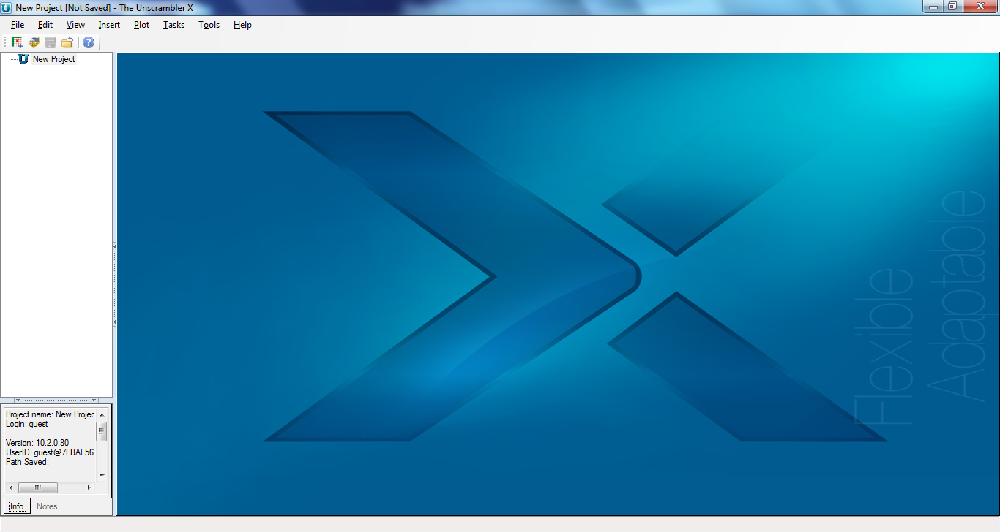 New Project [Not Saved] - The Unscrambler X
File Edit View Insert Plot Tasks Tools Help
New Project
Flexible
Adaptable
Project name: New Projec
Login: guest
Version: 10.2.0.80
UserID: guest@7FBAF56
Path Saved:
Info Notes